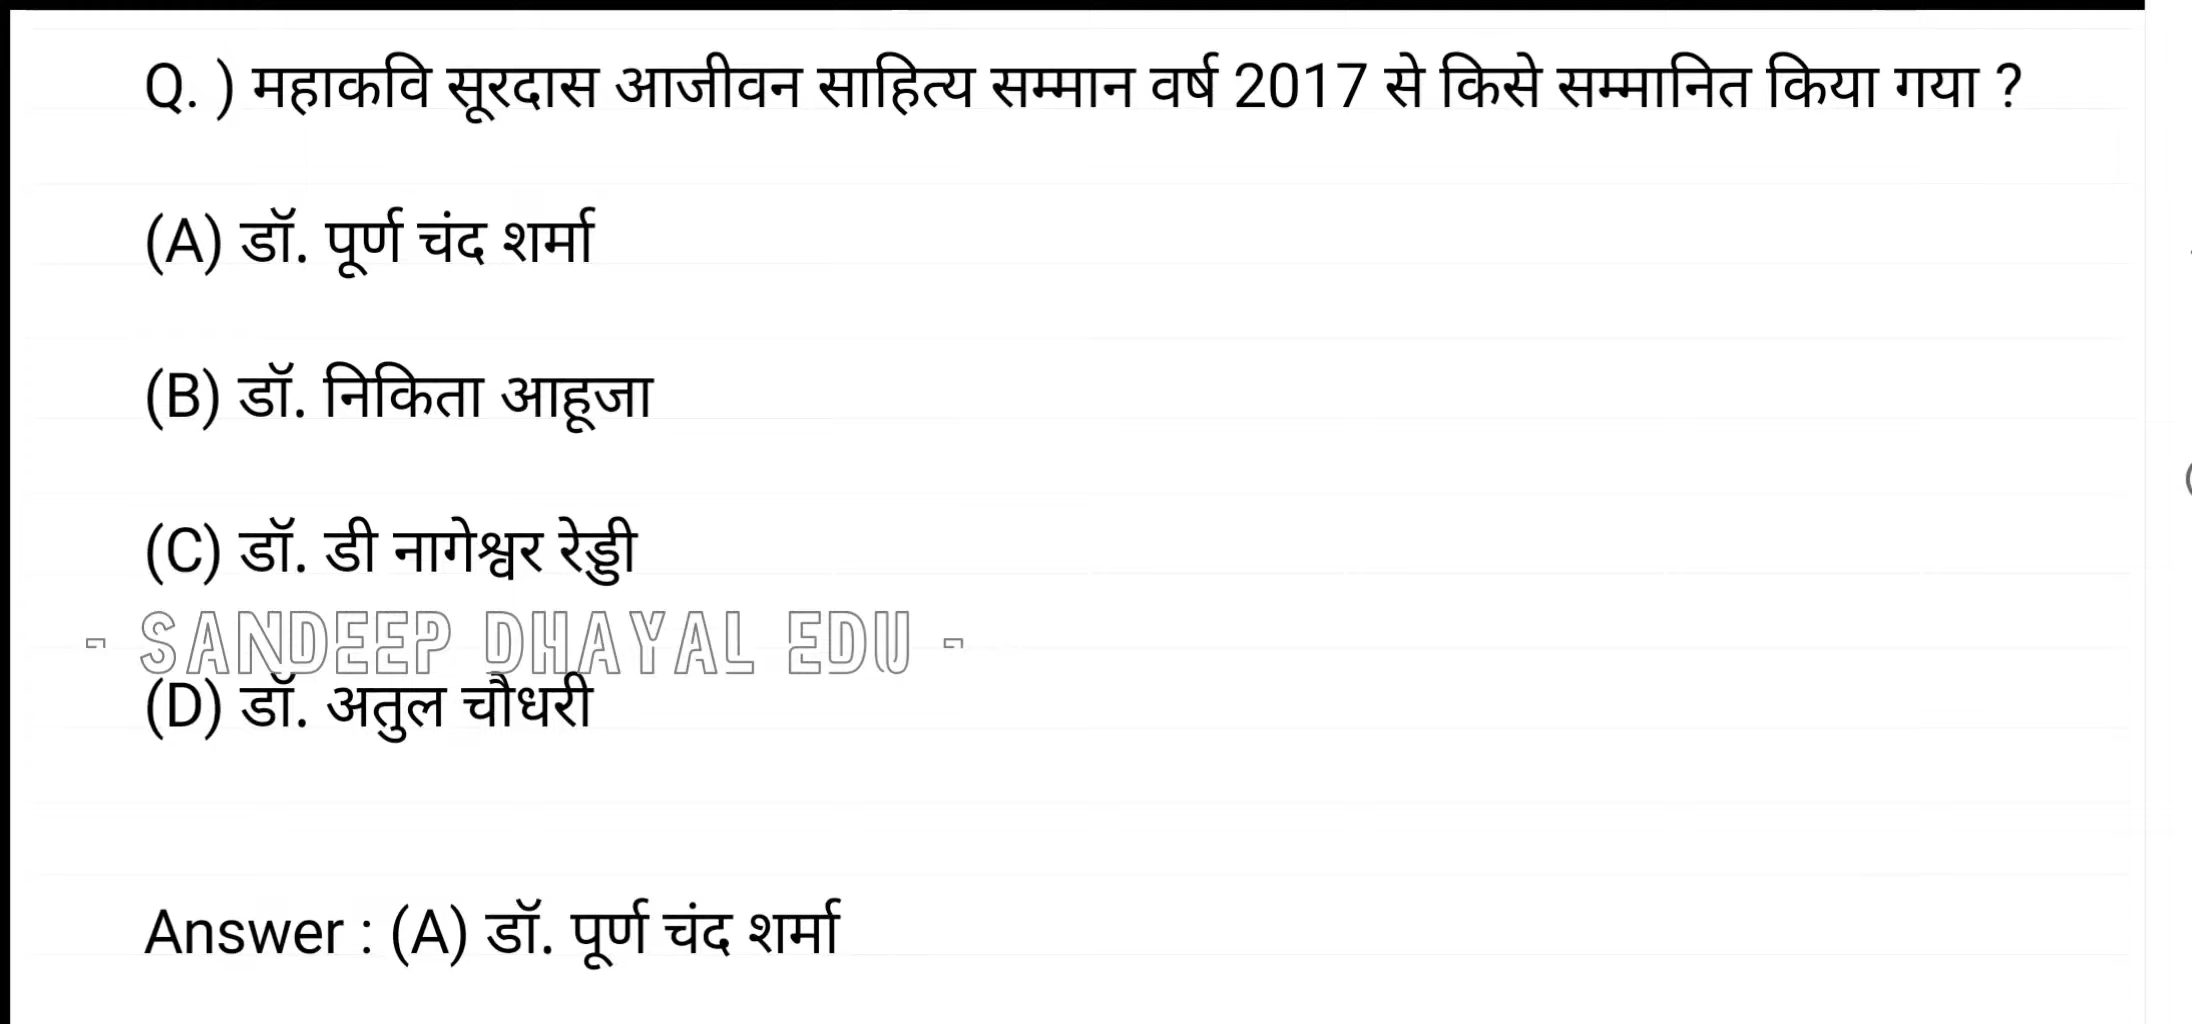 Q. ) महाकवि सूरदास आजीवन साहित्य सम्मान वर्ष 2017 से किसे सम्मानित किया गया ?
(A) डॉ. पूर्ण चंद शर्मा
(B) डॉ. निकिता आहूजा
(C) डॉ. डी नागेश्वर रेड्डी
- SANDEEP DHAYAL EDU -
(D) डॉ. अतुल चौधरी
Answer : (A) डॉ. पूर्ण चंद शर्मा